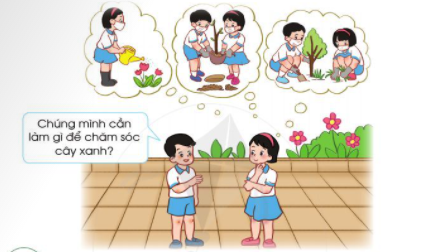 Chúng mình cần
làm gì để chăm sóc
cây xanh?